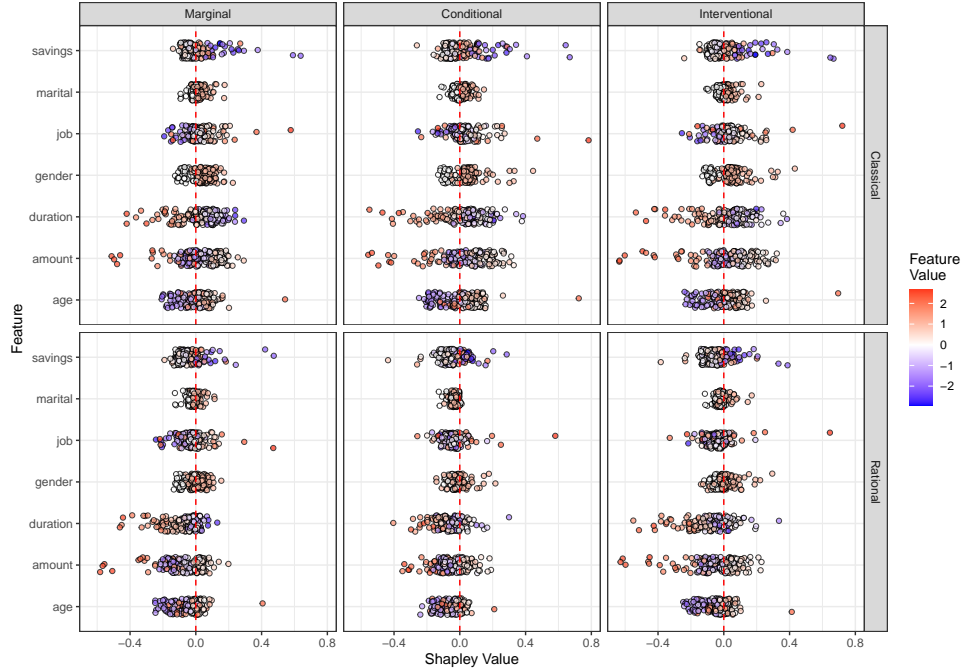 Marginal
Conditional
Interventional
savings
marital
job
gender
duration
amount
age
Classical
savings
marital
job
gender
duration
amount
age
Rational
Feature
−0.4
0.0
0.4
0.8
−0.4
0.0
0.4
0.8
−0.4
0.0
0.4
0.8
Shapley Value
Feature
Value
2
1
0
−1
−2